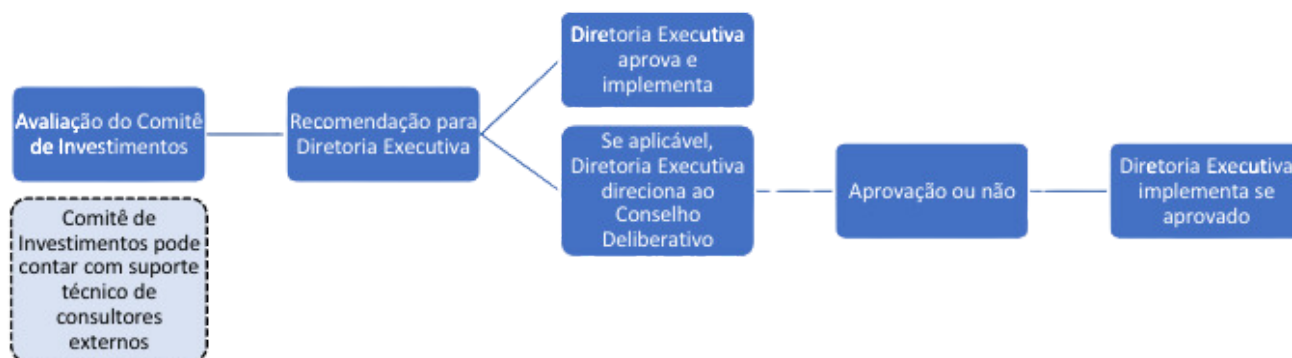 Avaliação do Comitê
de Investimentos
Comitê de
Investimentos pode
contar com suporte
técnico de
consultores
externos
Recomendação para
Diretoria Executiva
Diretoria Executiva
aprova e
implementa
Se aplicável,
Diretoria Executiva
direciona ao
Conselho
Deliberativo
Aprovação ou não
Diretoria Executiva
implementa se
aprovado